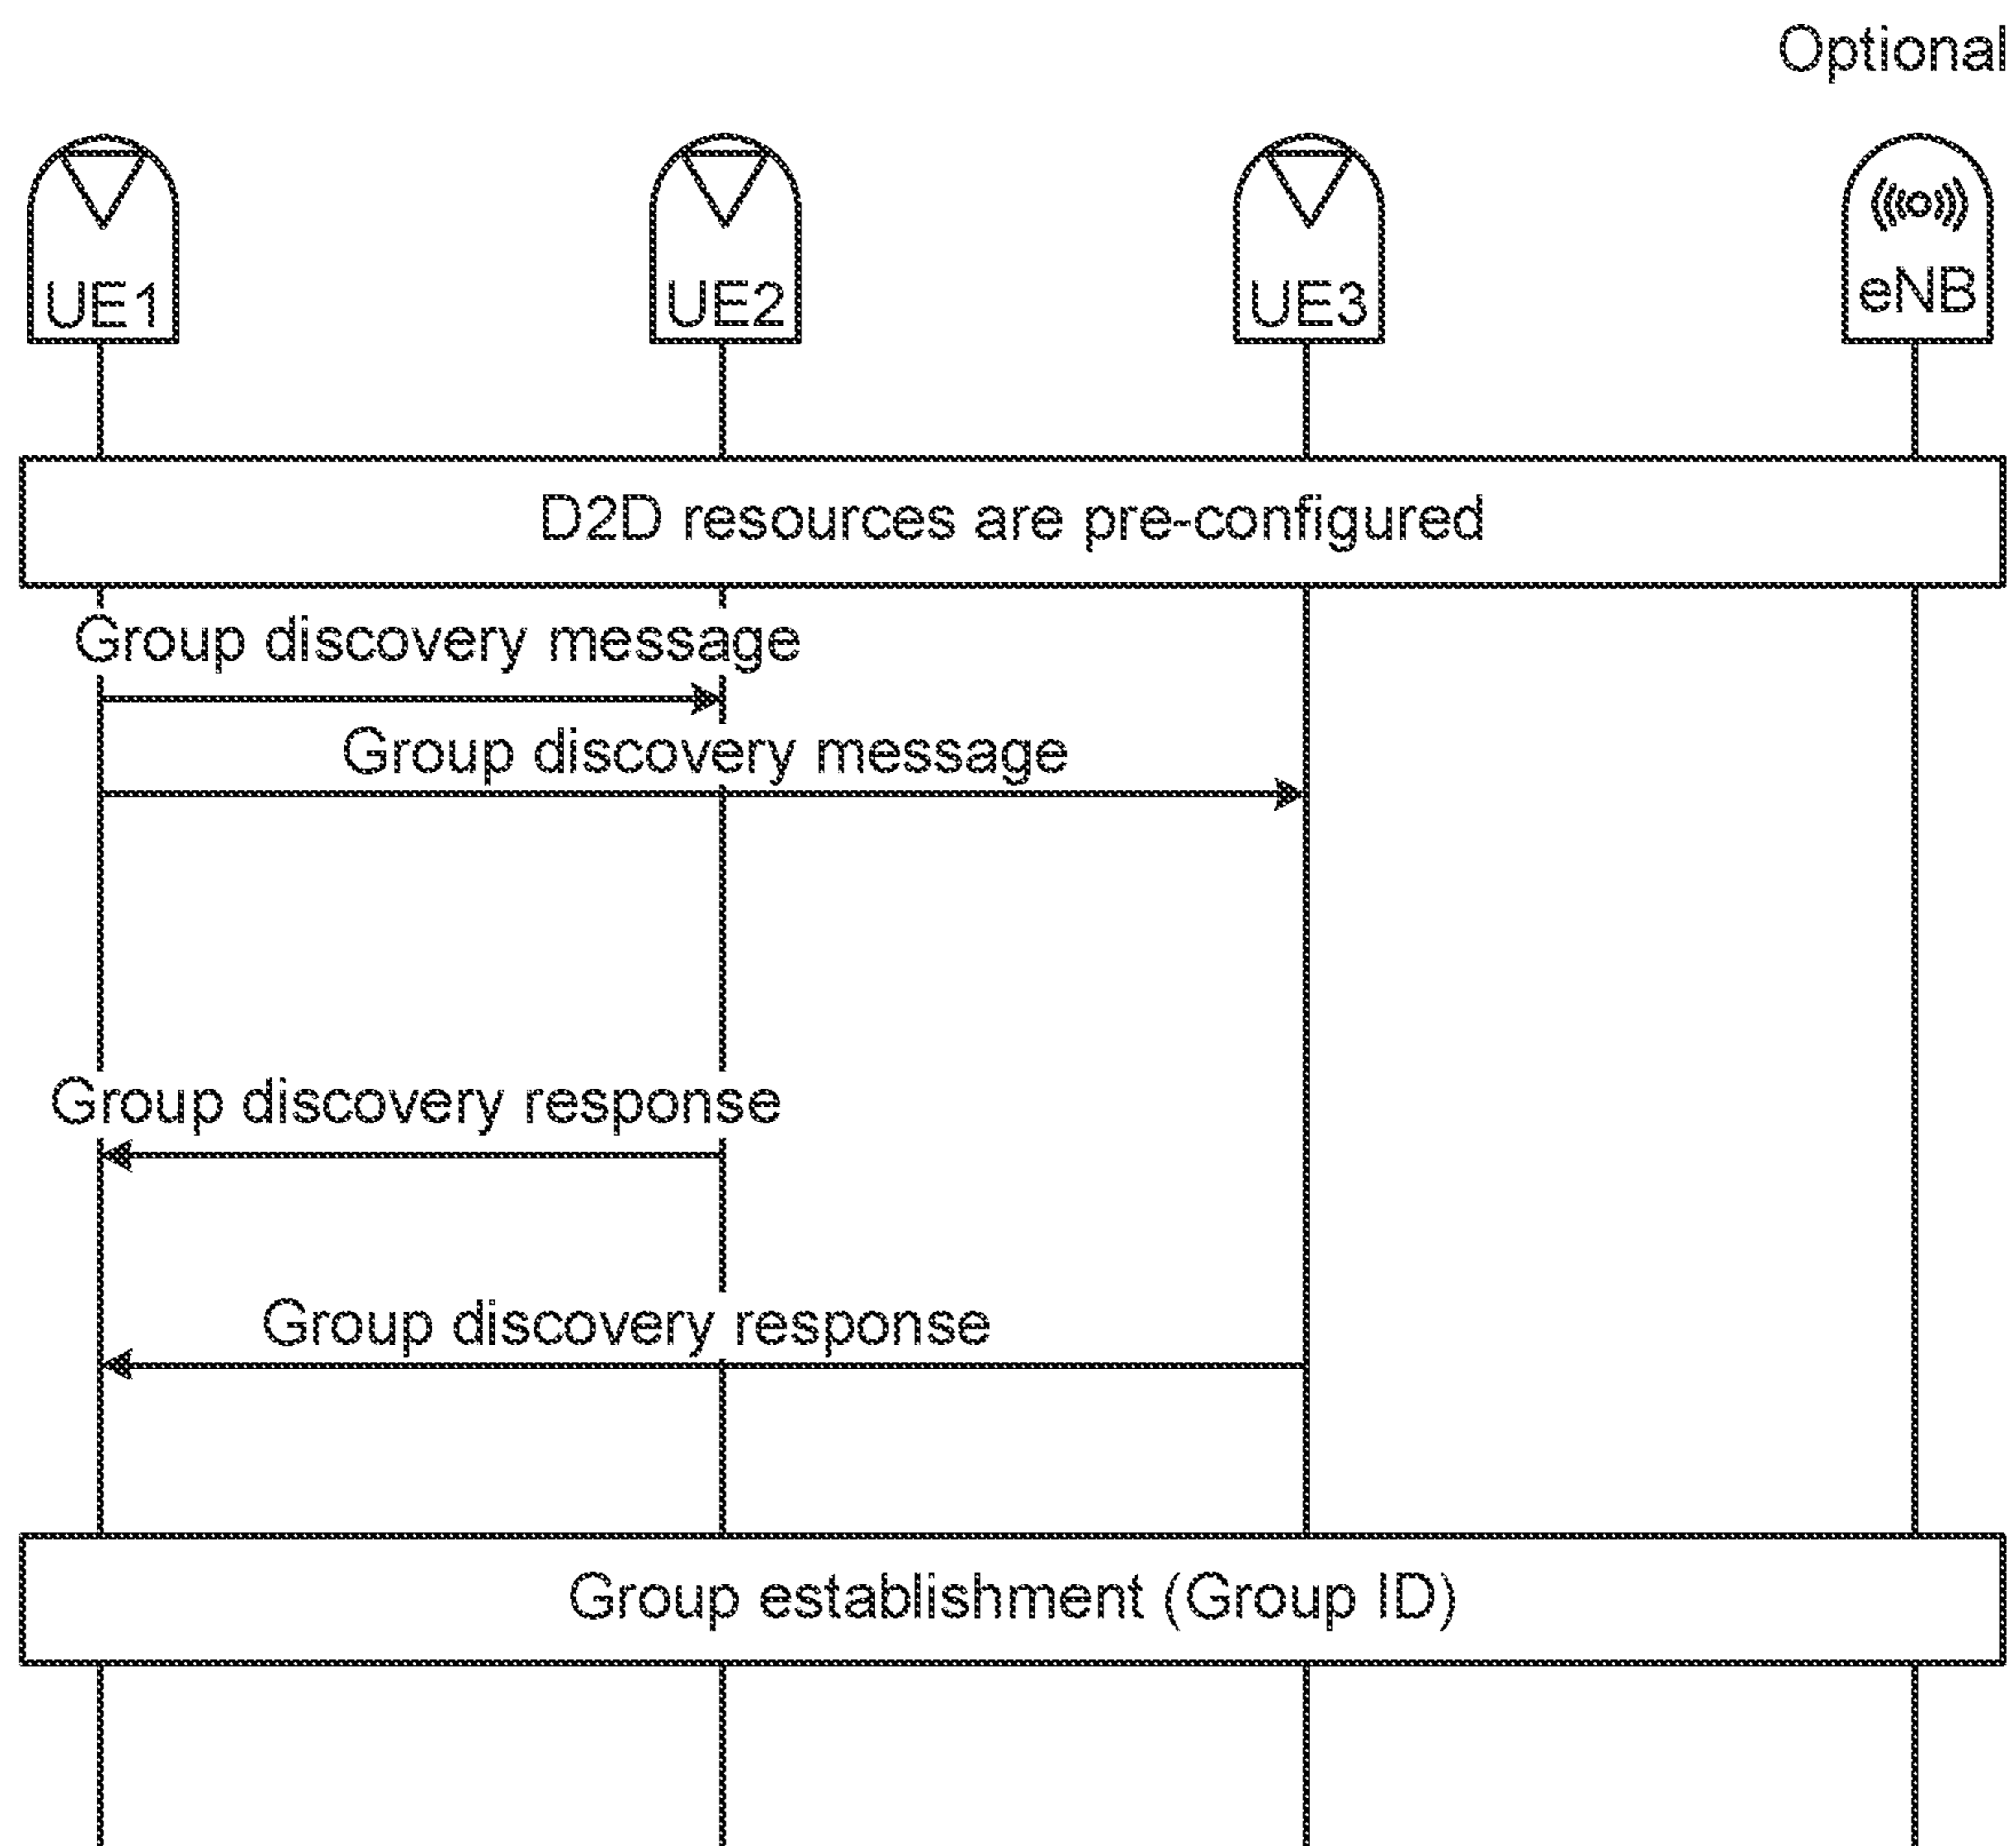 Optional
UE1
UE2
UE3
eNB
D2D resources are pre-configured
Group discovery message
Group discovery message
Group discovery response
Group discovery response
Group establishment (Group ID)